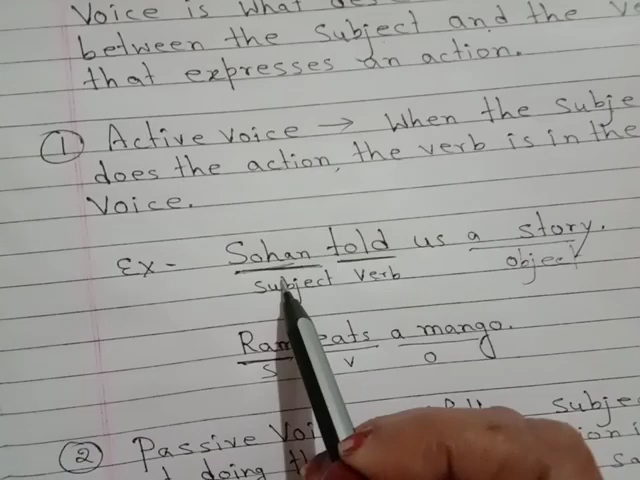 Voice is what
between the subject and the
that expresses an action.
① Active voice → When the subje
does the action, the verb is in the
Voice.
Ex - Sohan told us a story.
subject verb object
Ram eats a mango.
S V O
② Passive Voi subje
doing